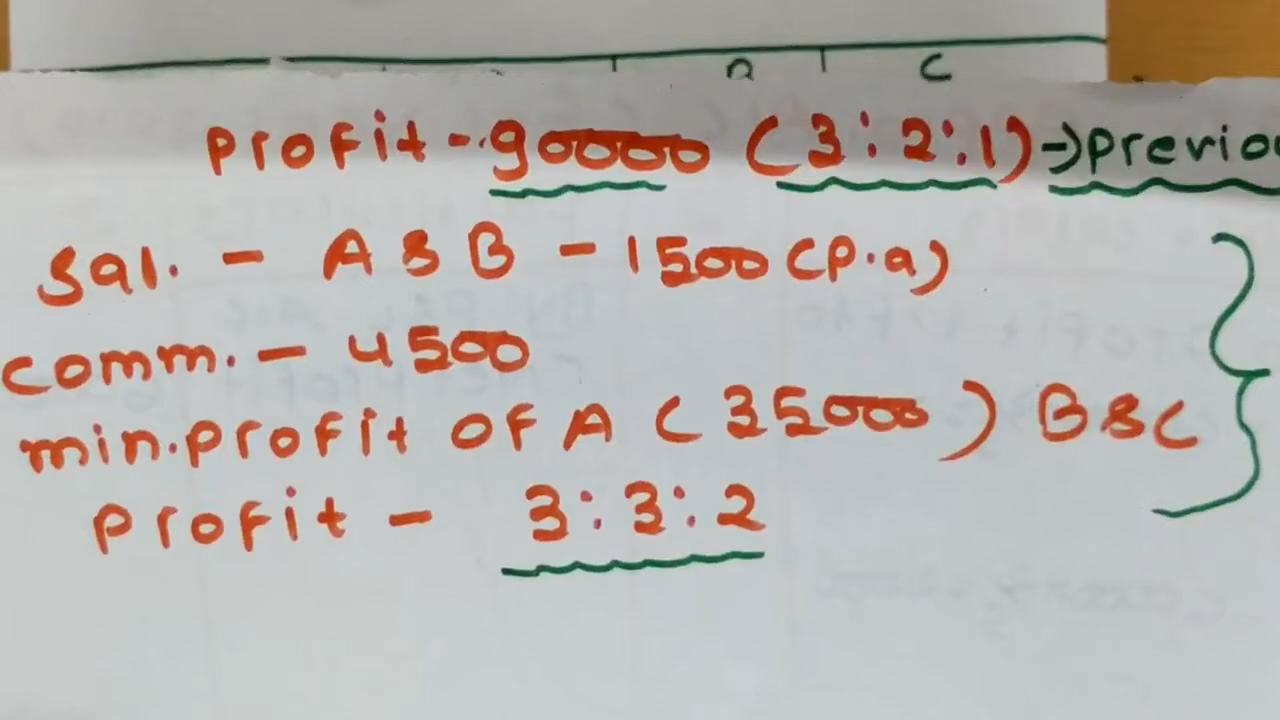 C
Profit - 90000 (3:2:1) → previo
Sal. - A & B - 1500 (P.a)
comm. - 4500
min. profit of A (35000) B & C
profit - 3:3:2